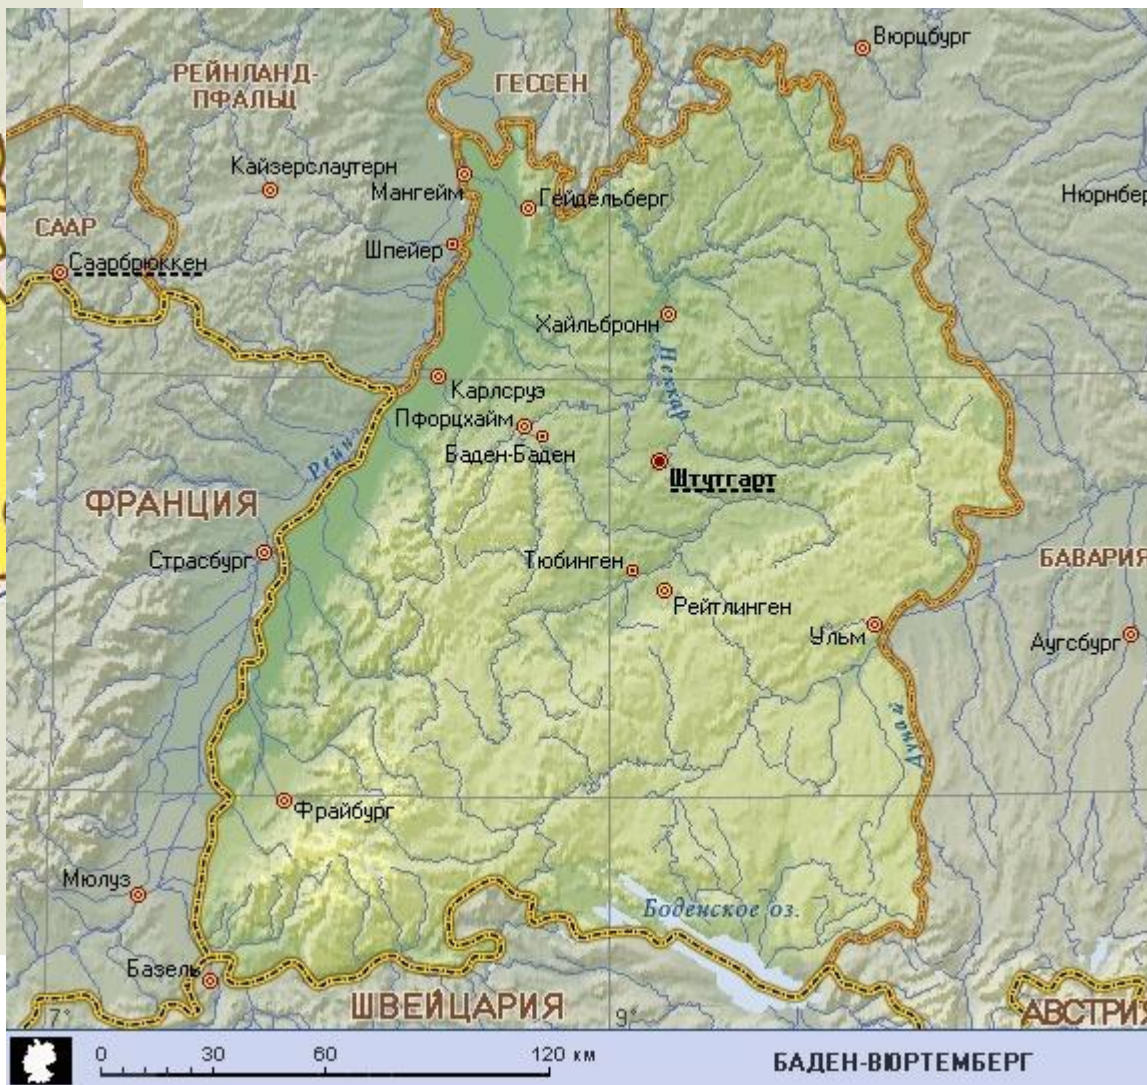 Вюрцбург
РЕЙНЛАНД-
ПФАЛЬЦ
ГЕССЕН
Кайзерслаутерн
Мангейм
Гейдельберг
Нюрнбер
СААР
Шпейер
Саарбрюккен
Хайльбронн
Неккар
Карлсруэ
Пфорцхайм
Баден-Баден
Рейн
Штутгарт
ФРАНЦИЯ
Страсбург
Тюбинген
БАВАРИЯ
Рейтлинген
Ульм
Аугсбург
Дунай
Фрайбург
Мюлуз
Боденское оз.
Базель
ШВЕЙЦАРИЯ
АВСТРИЯ
7°
9°
0 30 60 120 км
БАДЕН-ВЮРТЕМБЕРГ